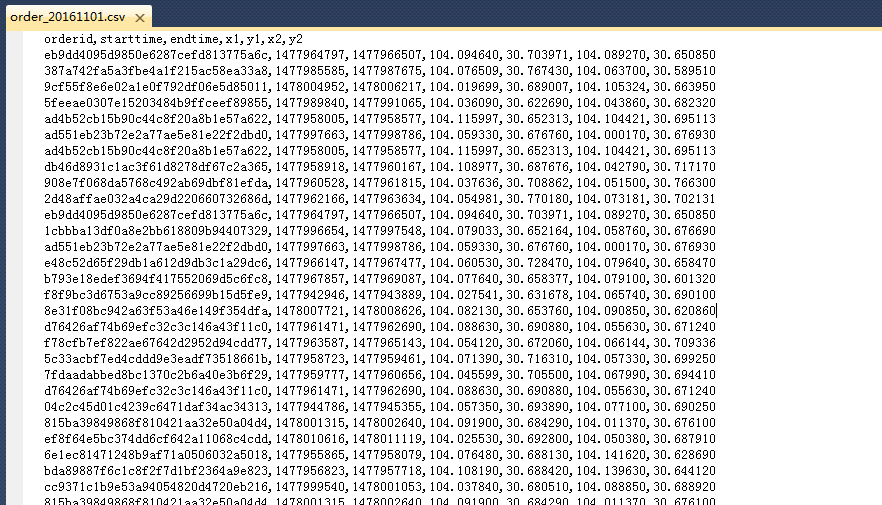 order_20161101.csv
orderid,starttime,endtime,x1,y1,x2,y2
eb9dd4095d9850e6287cefd813775a6c,1477964797,1477966507,104.094640,30.703971,104.089270,30.650850
387a742fa5a3fbe4a1f215ac58ea33a8,1477985585,1477987675,104.076509,30.767430,104.063700,30.589510
9cf55f8e6e02a1e0f792df06e5d85011,1478004952,1478006217,104.019699,30.689007,104.105324,30.663950
5feeae0307e15203484b9ffceef89855,1477989840,1477991065,104.036090,30.622690,104.043860,30.682320
ad4b52cb15b90c44c8f20a8b1e57a622,1477958005,1477958577,104.115997,30.652313,104.104421,30.695113
ad551eb23b72e2a77ae5e81e22f2dbd0,1477997663,1477998786,104.059330,30.676760,104.000170,30.676930
ad4b52cb15b90c44c8f20a8b1e57a622,1477958005,1477958577,104.115997,30.652313,104.104421,30.695113
db46d8931c1ac3f61d8278df67c2a365,1477958918,1477960167,104.108977,30.687676,104.042790,30.717170
908e7f068da5768c492ab69dbf81efda,1477960528,1477961815,104.037636,30.708862,104.051500,30.766300
2d48affae032a4ca29d220660732686d,1477962166,1477963634,104.054981,30.770180,104.073181,30.702131
eb9dd4095d9850e6287cefd813775a6c,1477964797,1477966507,104.094640,30.703971,104.089270,30.650850
1cbbba13df0a8e2bb618809b94407329,1477996654,1477997548,104.079033,30.652164,104.058760,30.676690
ad551eb23b72e2a77ae5e81e22f2dbd0,1477997663,1477998786,104.059330,30.676760,104.000170,30.676930
e48c52d65f29db1a612d9db3c1a29dc6,1477966147,1477967477,104.060530,30.728470,104.079640,30.658470
b793e18edef3694f417552069d5c6fc8,1477967857,1477969087,104.077640,30.658377,104.079100,30.601320
f8f9bc3d6753a9cc89256699b15d5fe9,1477942946,1477943889,104.027541,30.631678,104.065740,30.690100
8e31f08bc942a63f53a46e149f354dfa,1478007721,1478008626,104.082130,30.653760,104.090850,30.620860
d76426af74b69efc32c3c146a43f11c0,1477961471,1477962690,104.088630,30.690880,104.055630,30.671240
f78cfb7ef822ae67642d2952d94cdd77,1477963587,1477965143,104.054120,30.672060,104.066144,30.709336
5c33acbf7ed4cddd9e3eadf73518661b,1477958723,1477959461,104.071390,30.716310,104.057330,30.699250
7fdaadabbed8bc1370c2b6a40e3b6f29,1477959777,1477960656,104.045599,30.705500,104.067990,30.694410
d76426af74b69efc32c3c146a43f11c0,1477961471,1477962690,104.088630,30.690880,104.055630,30.671240
04c2c45d01c4239c6471daf34ac34313,1477944786,1477945355,104.057350,30.693890,104.077100,30.690250
815ba39849868f810421aa32e50a04d4,1478001315,1478002640,104.091900,30.684290,104.011370,30.676100
ef8f64e5bc374dd6cf642a11068c4cdd,1478010616,1478011119,104.025530,30.692800,104.050380,30.687910
6e1ec81471248b9af71a0506032a5018,1477955865,1477958079,104.076480,30.688130,104.141620,30.628690
bda89887f6c1c8f2f7d1bf2364a9e823,1477956823,1477957718,104.108190,30.688420,104.139630,30.644120
cc9371c1b9e53a94054820d4720eb216,1477999540,1478001053,104.037840,30.680510,104.088850,30.688920
815ba39849868f810421aa32e50a04d4,1478001315,1478002640,104.091900,30.684290,104.011370,30.676100